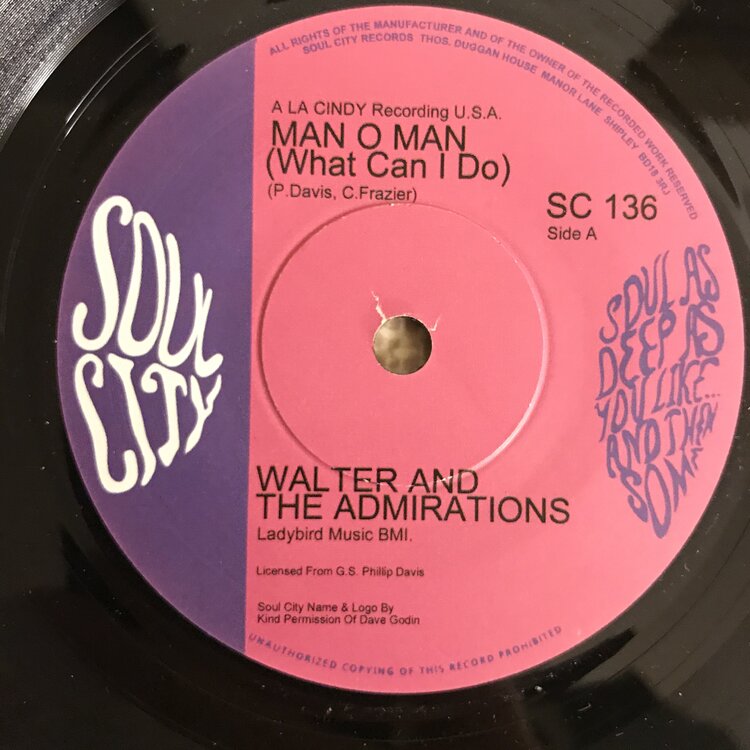 ALL RIGHTS OF THE MANUFACTURER AND OF THE OWNER OF THE RECORDED WORK RESERVED
SOUL CITY RECORDS THOS. DUGGAN HOUSE MANOR LANE SHIPLEY BD18 3RJ
A LA CINDY Recording U.S.A.
MAN O MAN
(What Can I Do)
(P.Davis, C.Frazier)
SC 136
Side A
SOUL
CITY
SOUL AS
DEEP AS
YOU LIKE...
AND THEN
SOME
WALTER AND
THE ADMIRATIONS
Ladybird Music BMI.
Licensed From G.S. Phillip Davis
Soul City Name & Logo By
Kind Permission Of Dave Godin
UNAUTHORIZED COPYING OF THIS RECORD PROHIBITED